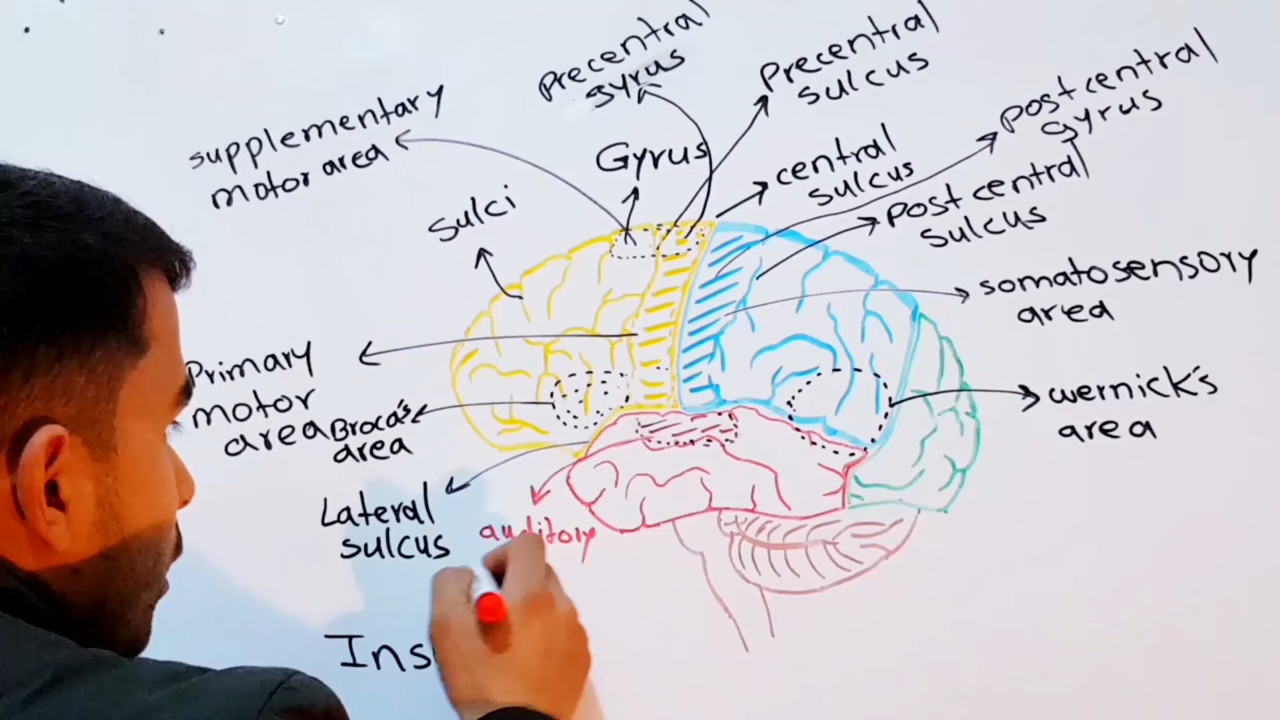 Precentral
gyrus
Precentral
sulcus
Post central
gyrus
supplementary
motor area
Gyrus
central
sulcus
Post central
sulcus
Sulci
somatosensory
area
Primary
motor
area
Broca's
area
wernick's
area
Lateral
sulcus
auditory